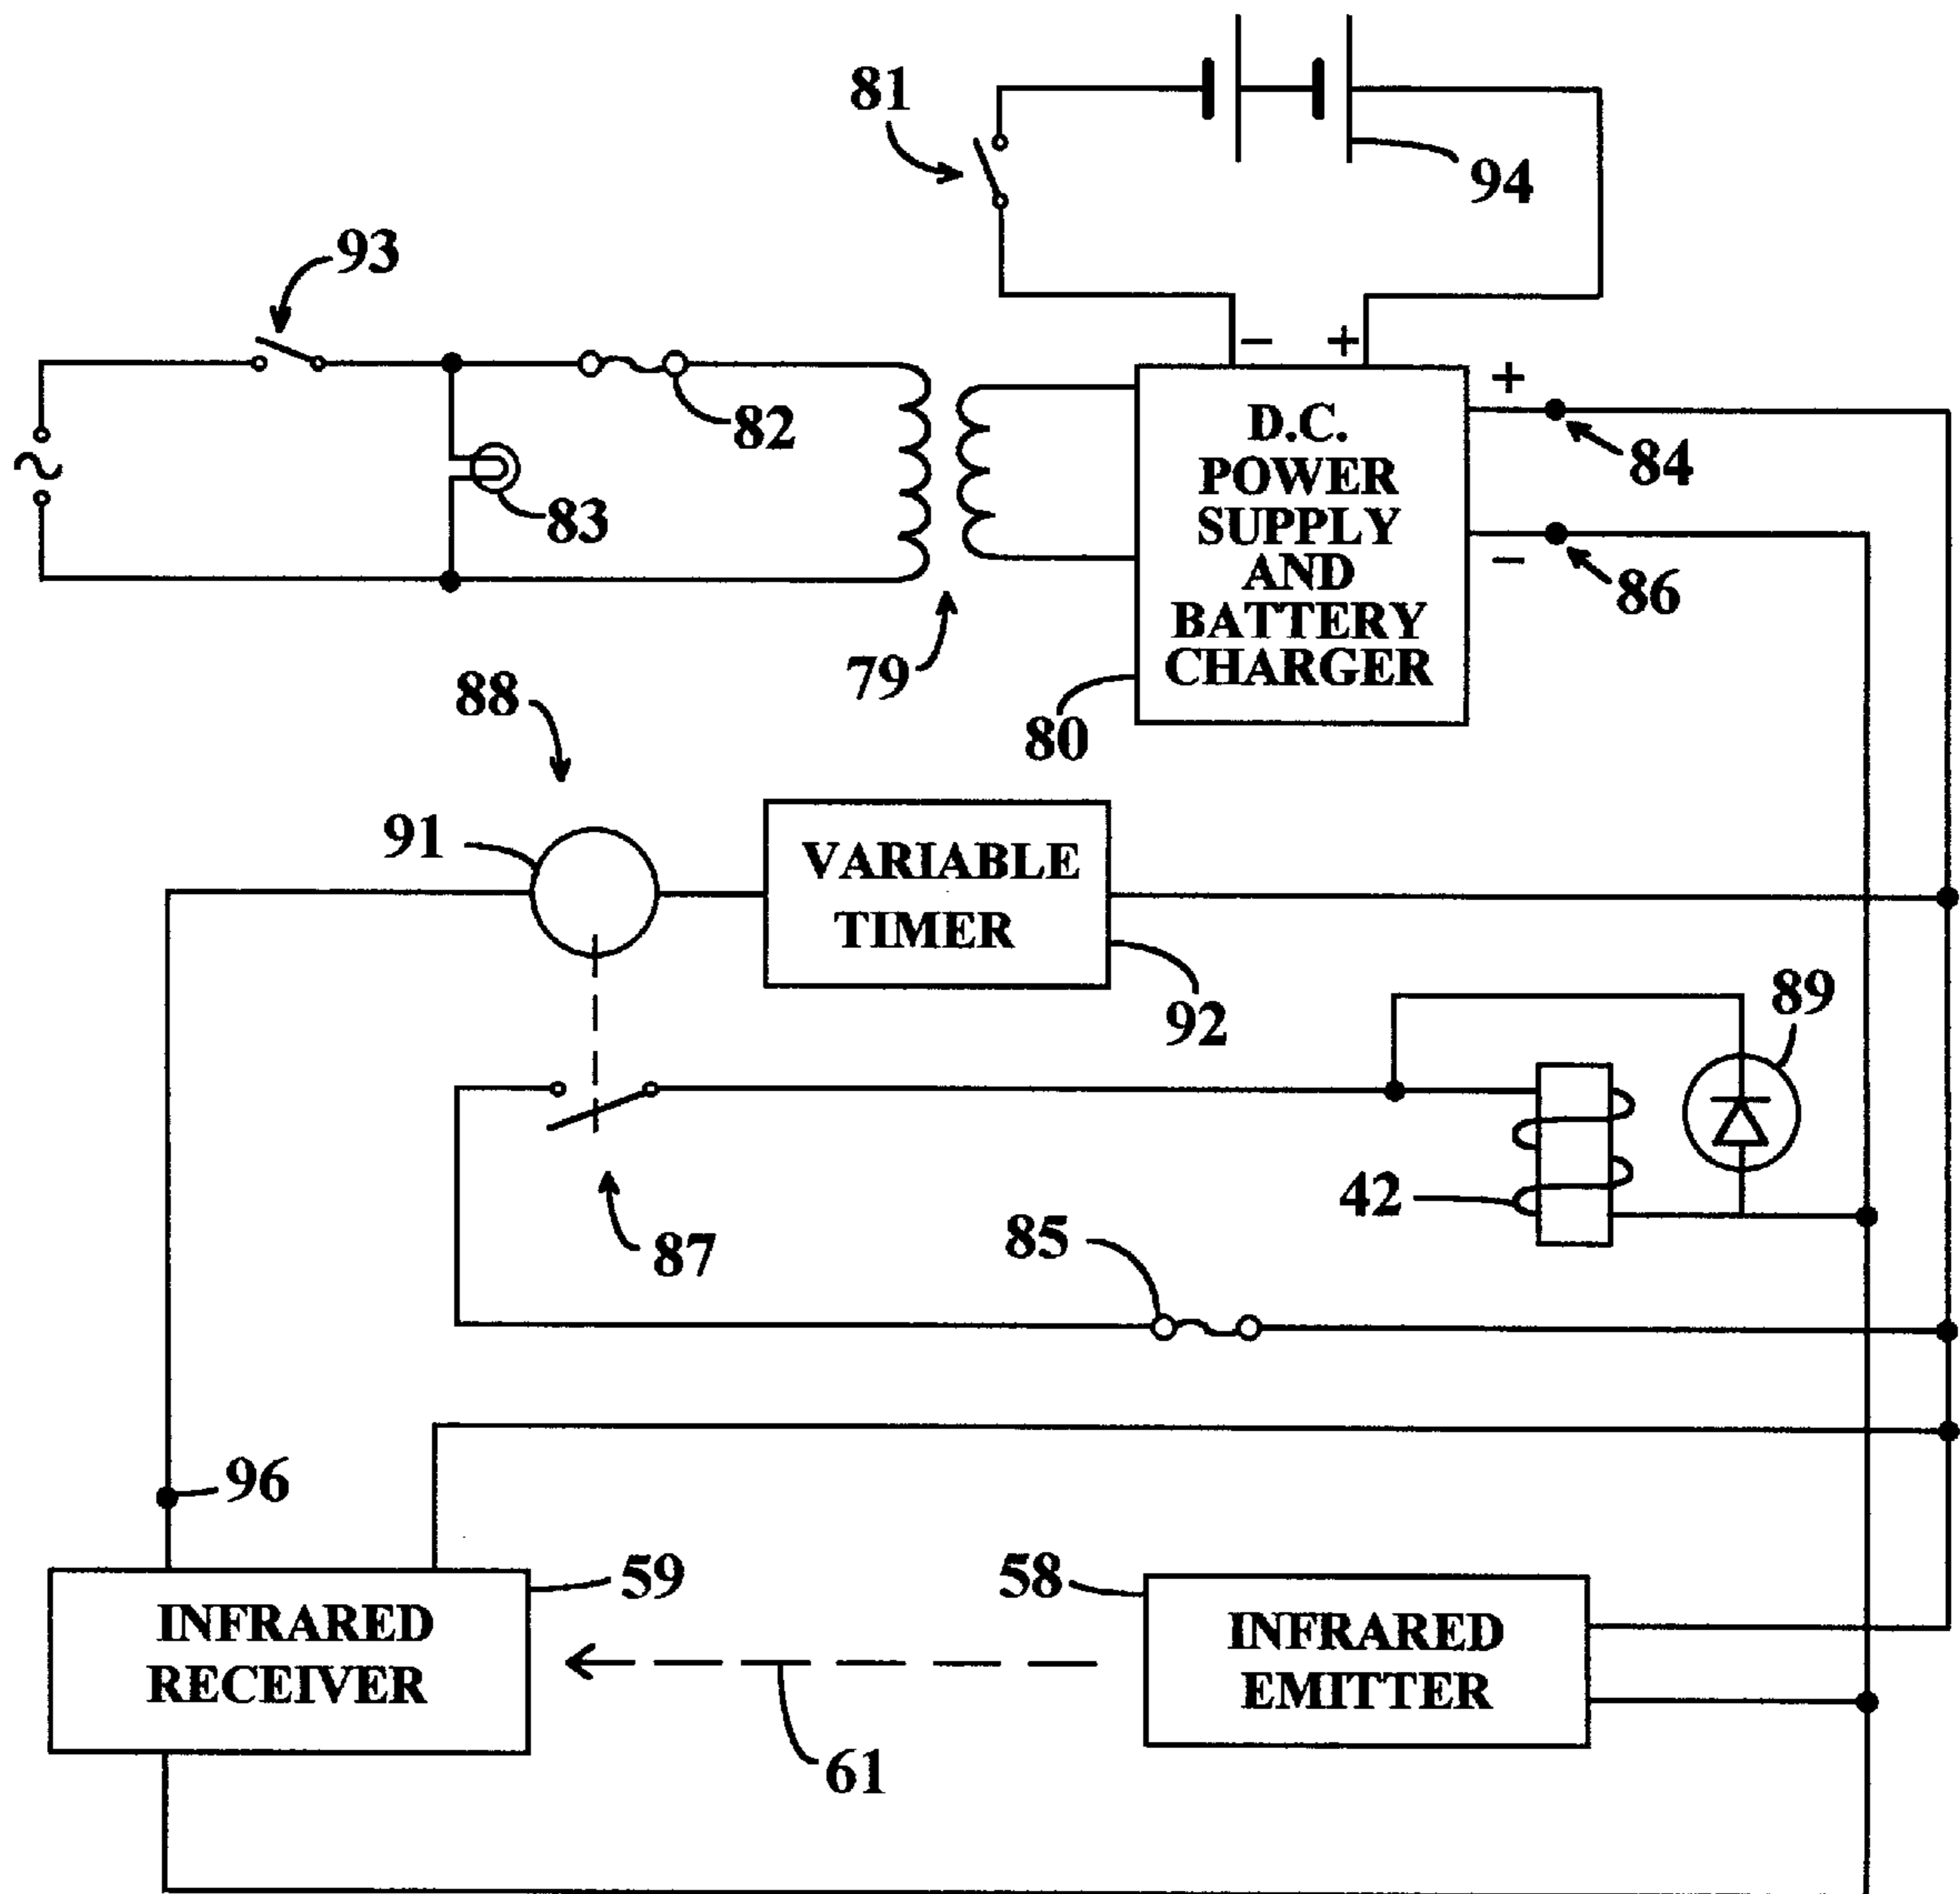 81
94
93
82
83
− +
D.C.
POWER
SUPPLY
AND
BATTERY
CHARGER
+
84
−
86
79
80
88
91
VARIABLE
TIMER
92
89
87
42
85
96
59
INFRARED
RECEIVER
58
INFRARED
EMITTER
61